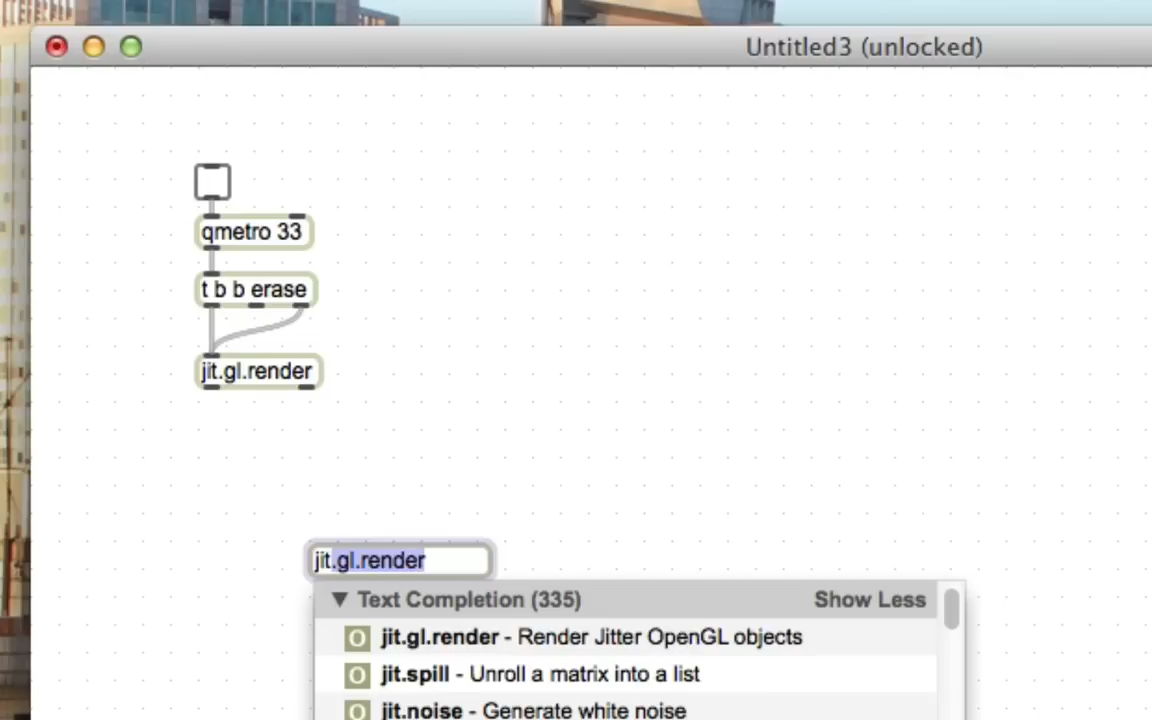 Untitled3 (unlocked)
qmetro 33
t b b erase
jit.gl.render
jit.gl.render
Text Completion (335) Show Less
O jit.gl.render - Render Jitter OpenGL objects
O jit.spill - Unroll a matrix into a list
O jit.noise - Generate white noise